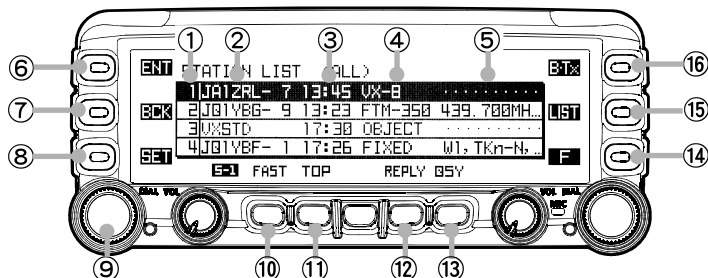 ① ② ③ ④ ⑤
⑥ ⑦ ⑧ ⑨ ⑩ ⑪ ⑫ ⑬ ⑭ ⑮ ⑯
ENT STATION LIST (ALL) B·Tx
1 JA1ZRL- 7 13:45 VX-8 ··········
BCK 2 JQ1YBG- 9 13:23 FTM-350 439.700MH… LIST
3 VXSTD 17:30 OBJECT ··········
SET 4 JQ1YBF- 1 17:26 FIXED W1,TKn-N,… F
S-1 FAST TOP REPLY QSY
DIAL VOL VOL DIAL
MIC